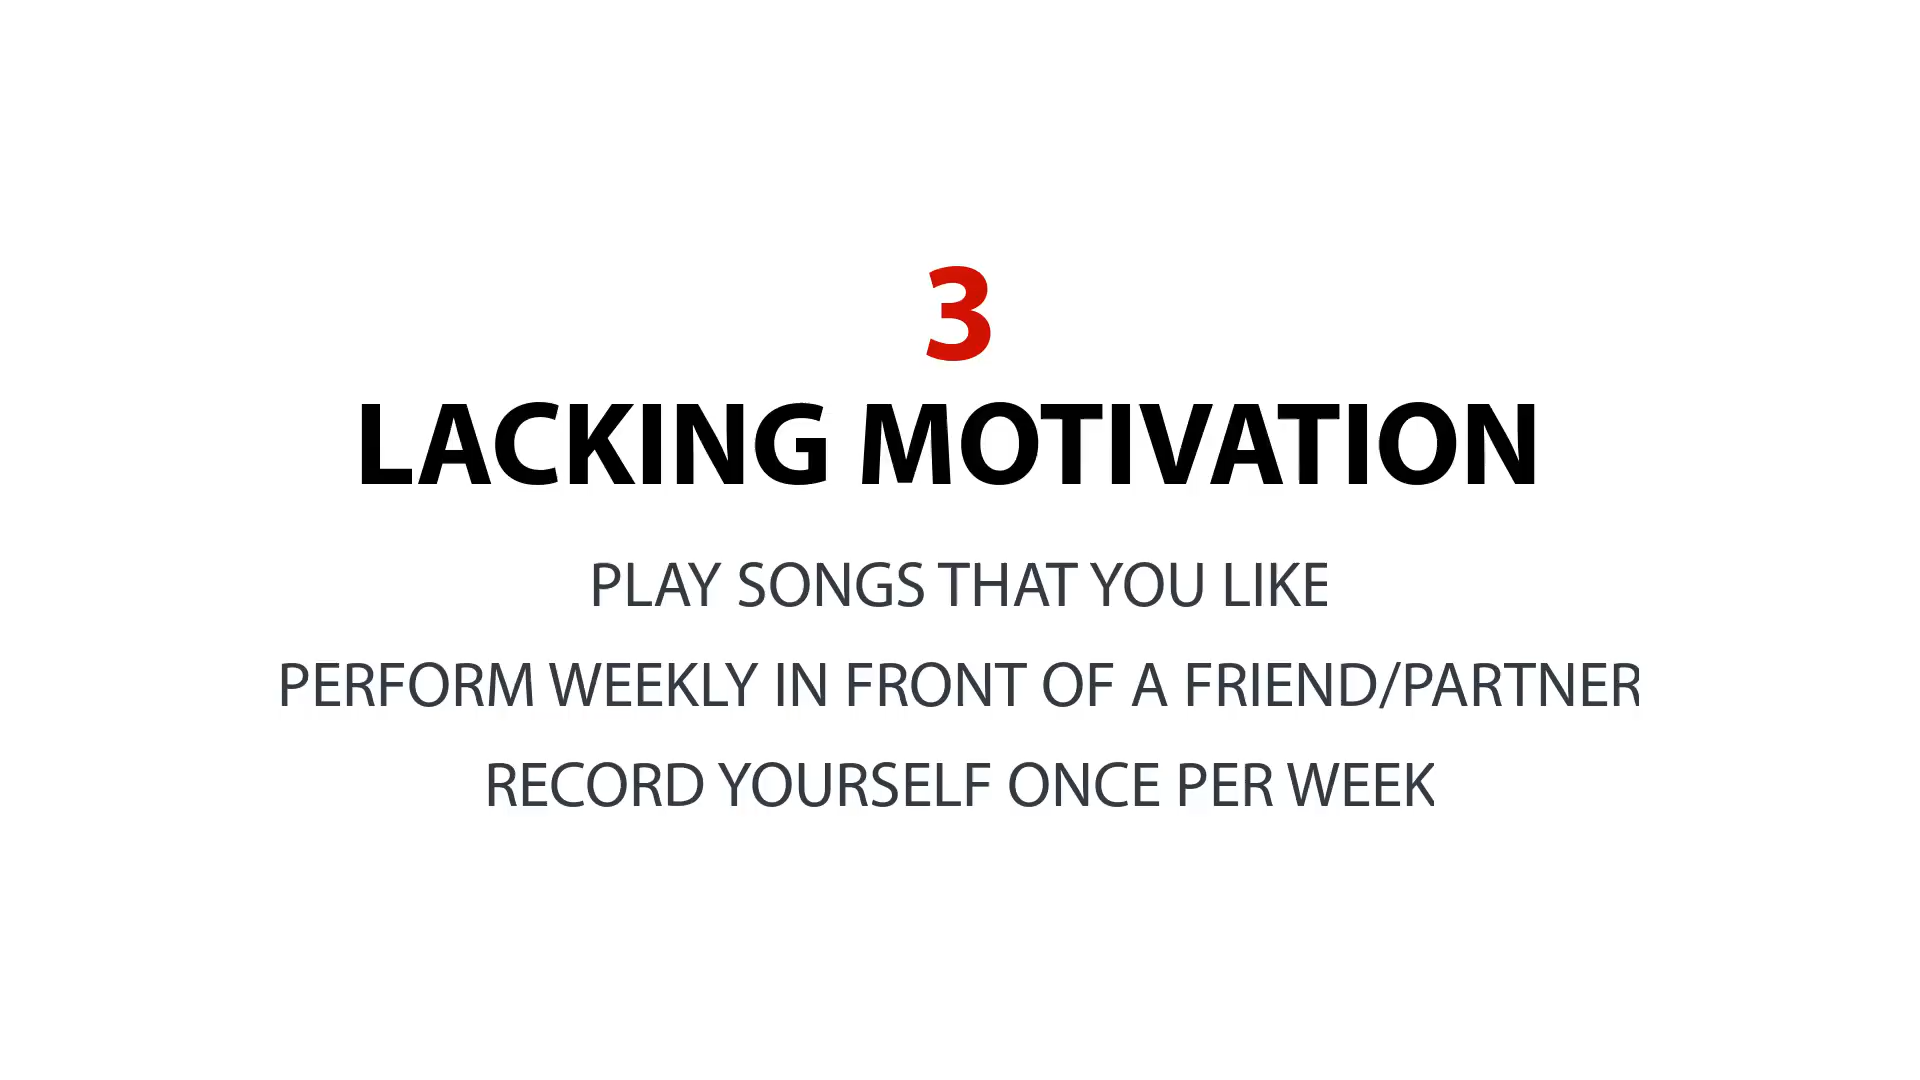 3
LACKING MOTIVATION
PLAY SONGS THAT YOU LIKE
PERFORM WEEKLY IN FRONT OF A FRIEND/PARTNER
RECORD YOURSELF ONCE PER WEEK